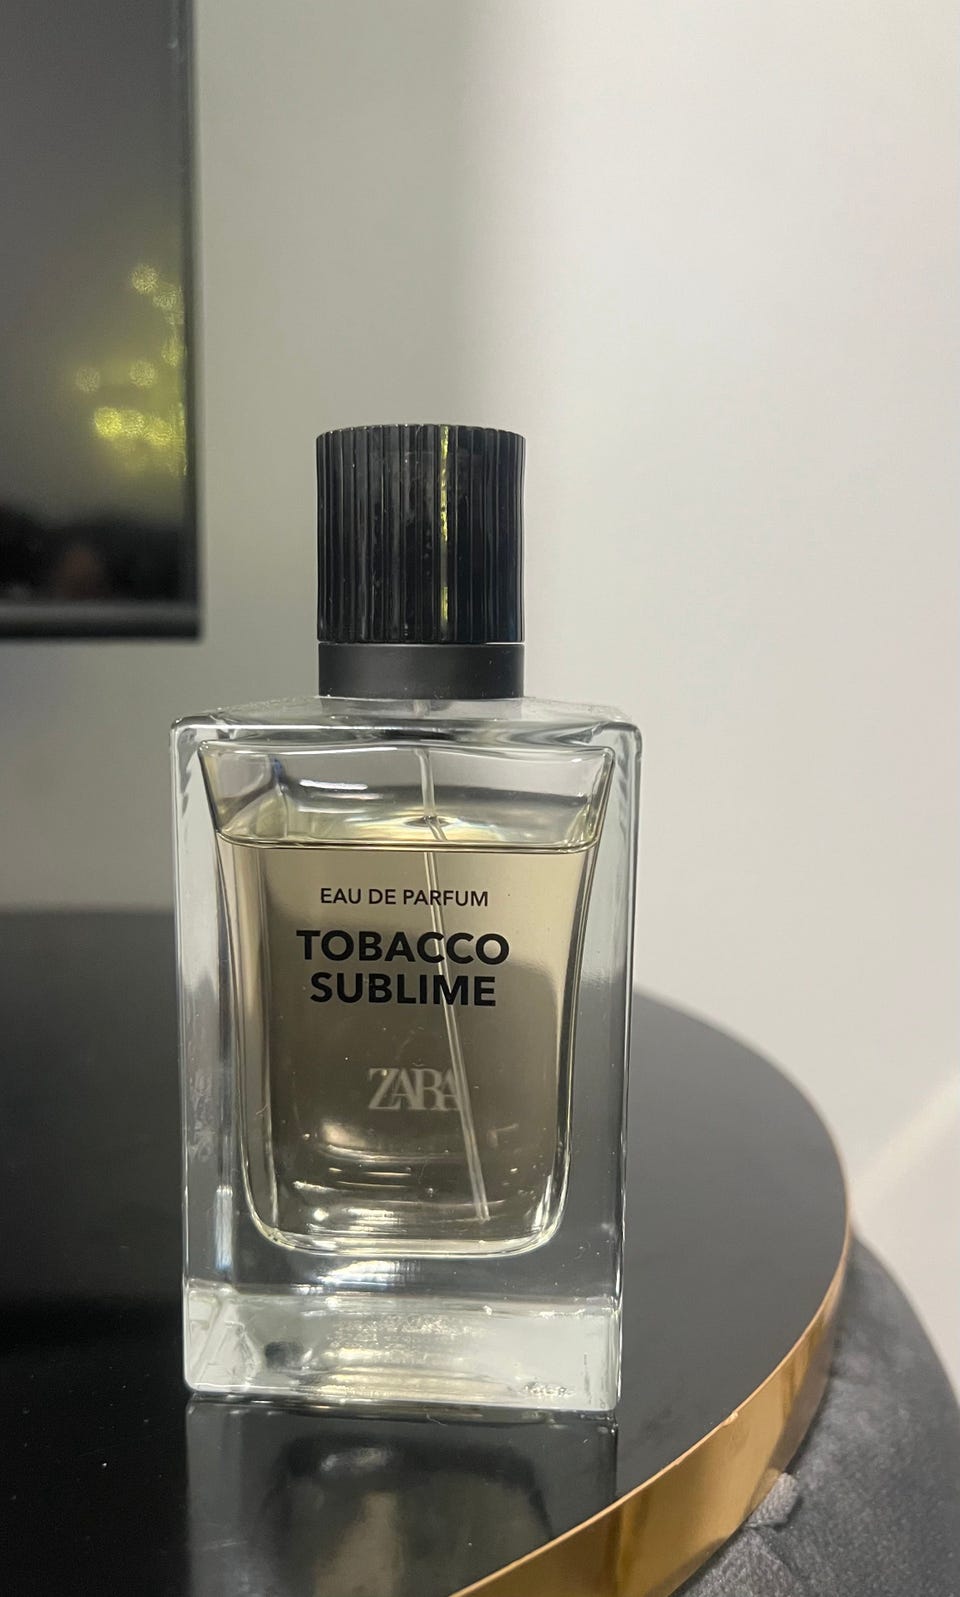 EAU DE PARFUM
TOBACCO
SUBLIME
ZARA